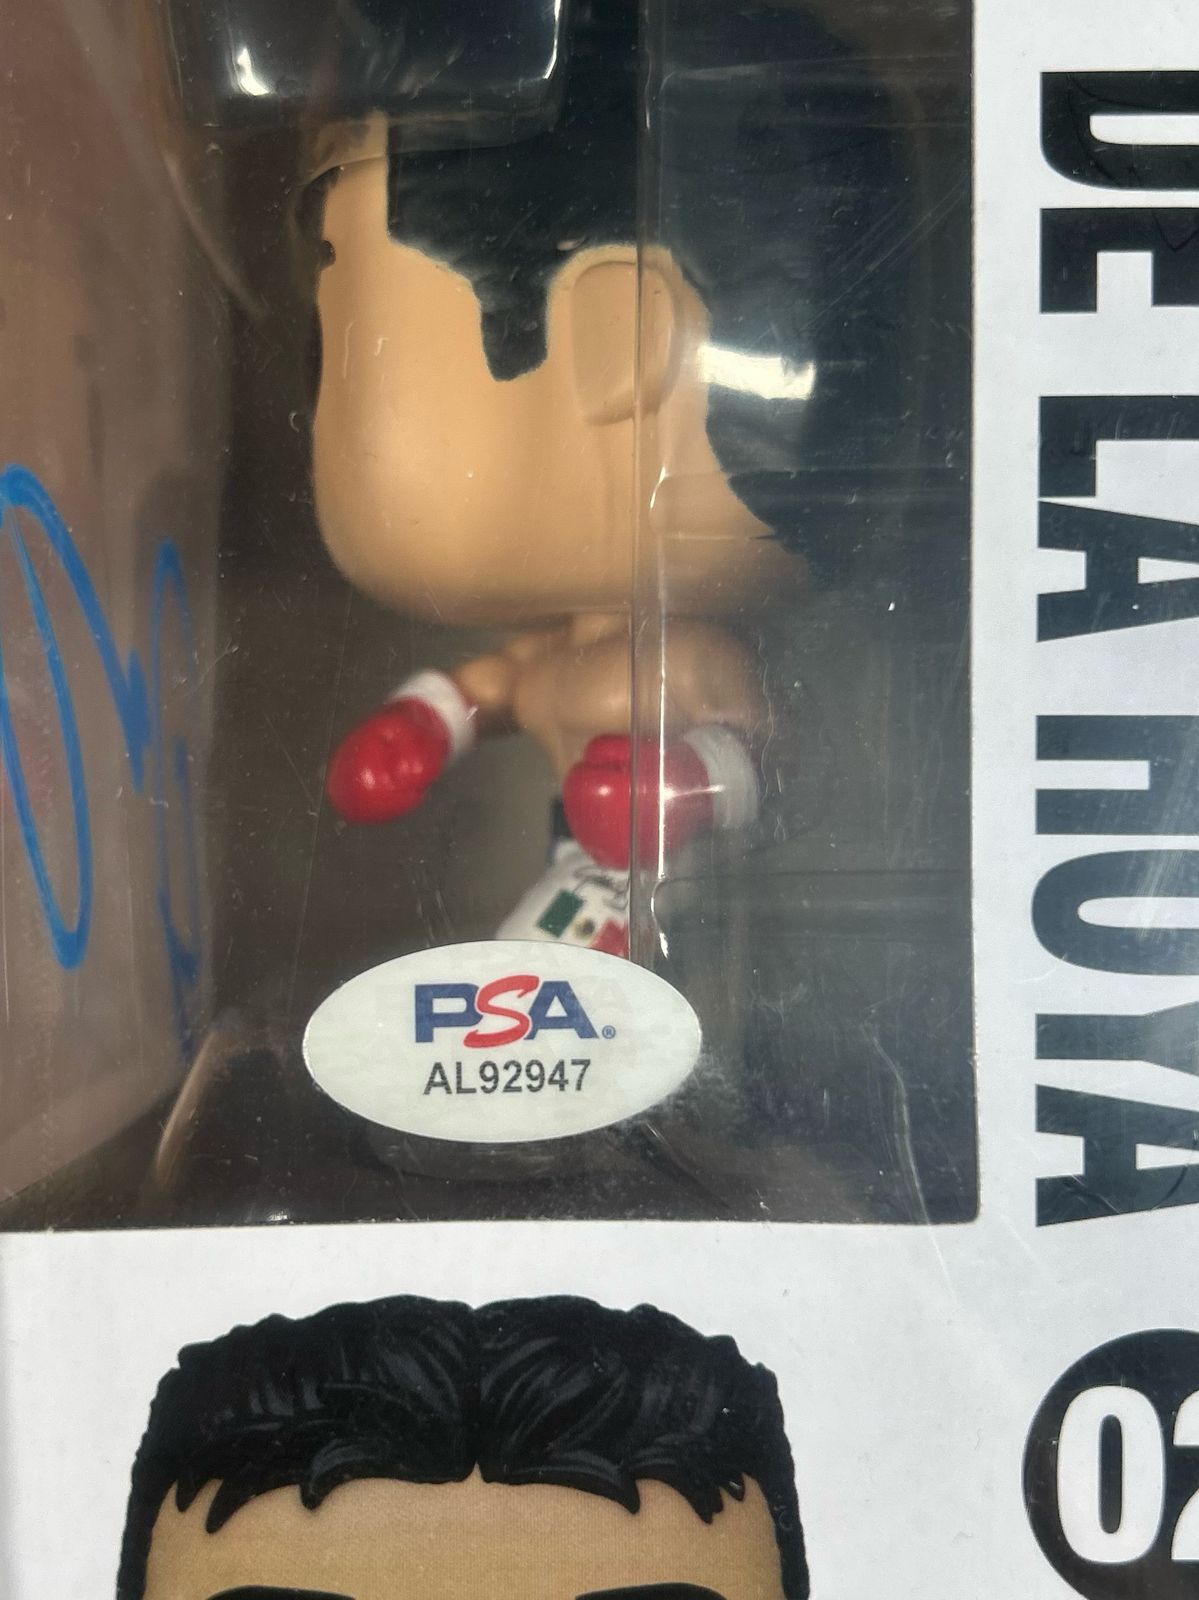 DE LA HOYA
02
PSA®
AL92947